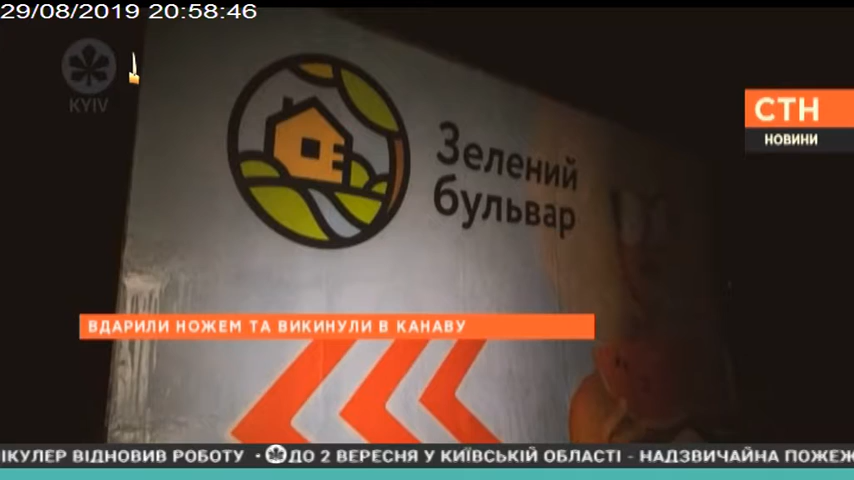 29/08/2019 20:58:46
KYIV
СТН
НОВИНИ
Зелений
бульвар
ВДАРИЛИ НОЖЕМ ТА ВИКИНУЛИ В КАНАВУ
ІКУЛЕР ВІДНОВИВ РОБОТУ · ДО 2 ВЕРЕСНЯ У КИЇВСЬКІЙ ОБЛАСТІ - НАДЗВИЧАЙНА ПОЖЕЖ